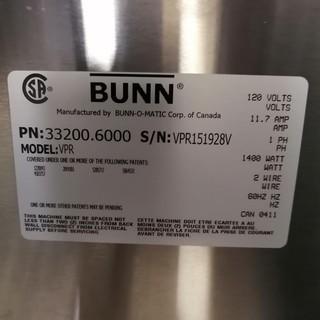 BUNN®
Manufactured by BUNN-O-MATIC Corp. of Canada
PN:33200.6000 S/N:VPR151928V
MODEL:VPR
COVERED UNDER ONE OR MORE OF THE FOLLOWING PATENTS:
ONE OR MORE PATENTS MAY BE PENDING
THIS MACHINE MUST BE SPACED NOT
LESS THAN TWO (2) INCHES FROM BACK
WALL DISCONNECT FROM ELECTRICAL
SUPPLY BEFORE SERVICING.
CETTE MACHINE DOIT ETRE ECARTEE A AU
MOINS DE (2) POUCES DU MUR ARRIERE.
DEBRANCHER LA FICHE DE LA PRISE DE COURANT
AVANT DE REVISER.
120 VOLTS
VOLTS
11.7 AMP
AMP
1 PH
PH
1400 WATT
WATT
2 WIRE
WIRE
60HZ HZ
HZ
CAN 0411